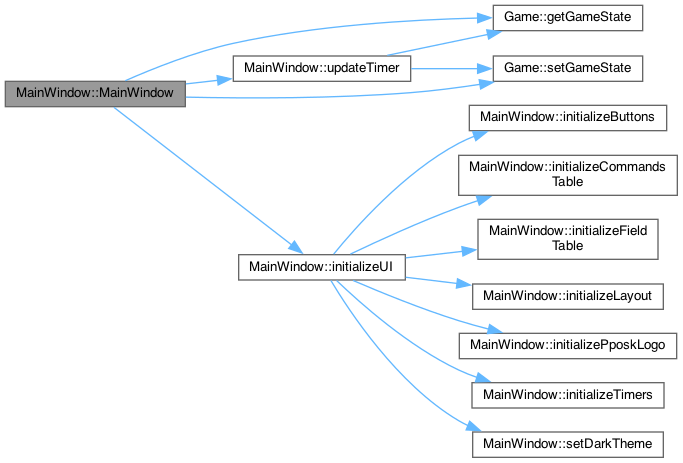 Game::getGameState
MainWindow::updateTimer
Game::setGameState
MainWindow::MainWindow
MainWindow::initializeButtons
MainWindow::initializeCommands
Table
MainWindow::initializeField
Table
MainWindow::initializeUI
MainWindow::initializeLayout
MainWindow::initializePposkLogo
MainWindow::initializeTimers
MainWindow::setDarkTheme